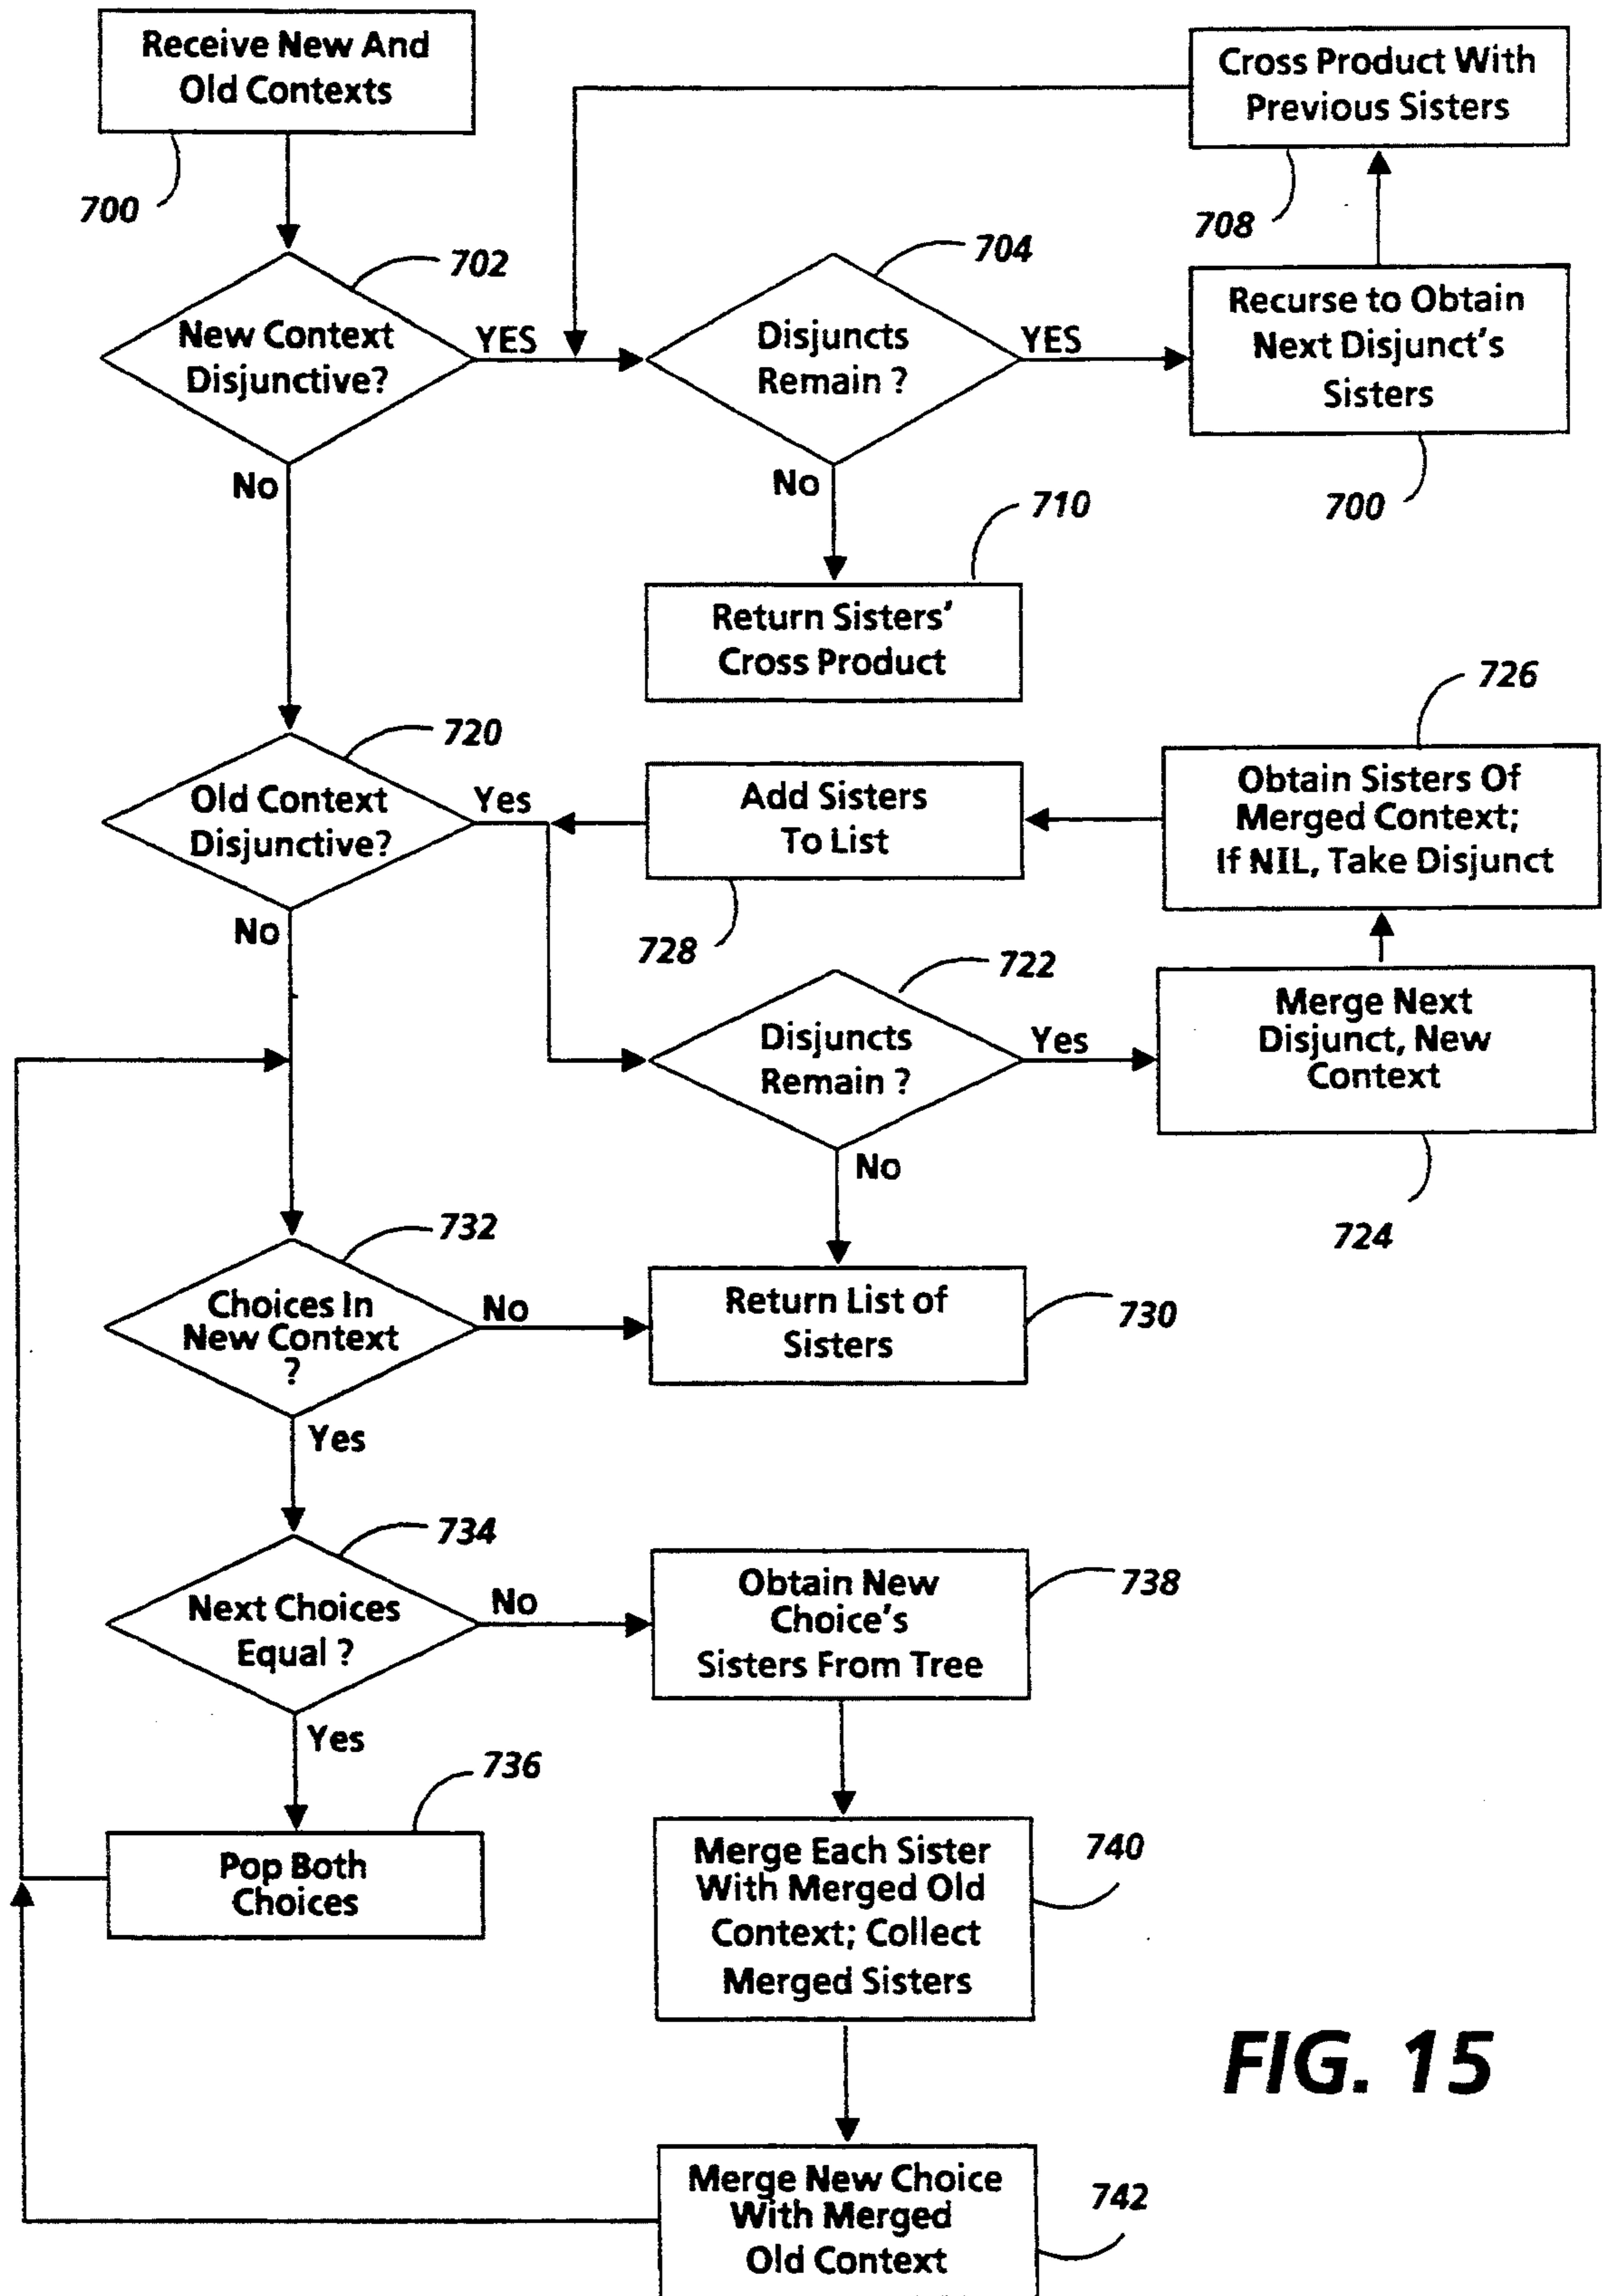 Receive New And
Old Contexts
700
Cross Product With
Previous Sisters
708
702
New Context
Disjunctive?
YES
No
704
Disjuncts
Remain ?
YES
No
Recurse to Obtain
Next Disjunct's
Sisters
700
710
Return Sisters'
Cross Product
720
Old Context
Disjunctive?
Yes
No
Add Sisters
To List
728
726
Obtain Sisters Of
Merged Context;
If NIL, Take Disjunct
722
Disjuncts
Remain ?
Yes
No
Merge Next
Disjunct, New
Context
724
732
Choices In
New Context
?
No
Yes
Return List of
Sisters
730
734
Next Choices
Equal ?
No
Yes
Obtain New
Choice's
Sisters From Tree
738
736
Pop Both
Choices
Merge Each Sister
With Merged Old
Context; Collect
Merged Sisters
740
Merge New Choice
With Merged
Old Context
742
FIG. 15